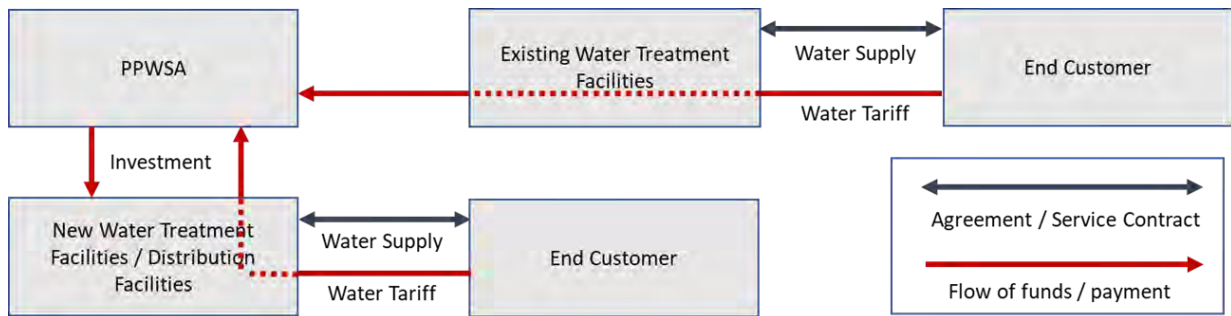 PPWSA
Existing Water Treatment
Facilities
Water Supply
Water Tariff
End Customer
Investment
New Water Treatment
Facilities / Distribution
Facilities
Water Supply
Water Tariff
End Customer
Agreement / Service Contract
Flow of funds / payment